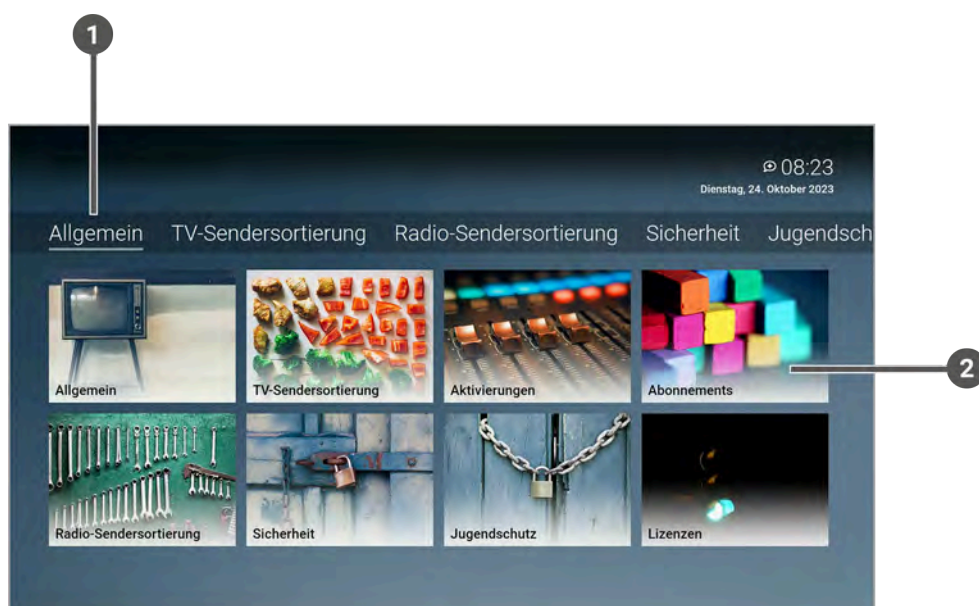 1
08:23
Dienstag, 24. Oktober 2023
Allgemein TV-Sendersortierung Radio-Sendersortierung Sicherheit Jugendsch
Allgemein TV-Sendersortierung Aktivierungen Abonnements
2
Radio-Sendersortierung Sicherheit Jugendschutz Lizenzen